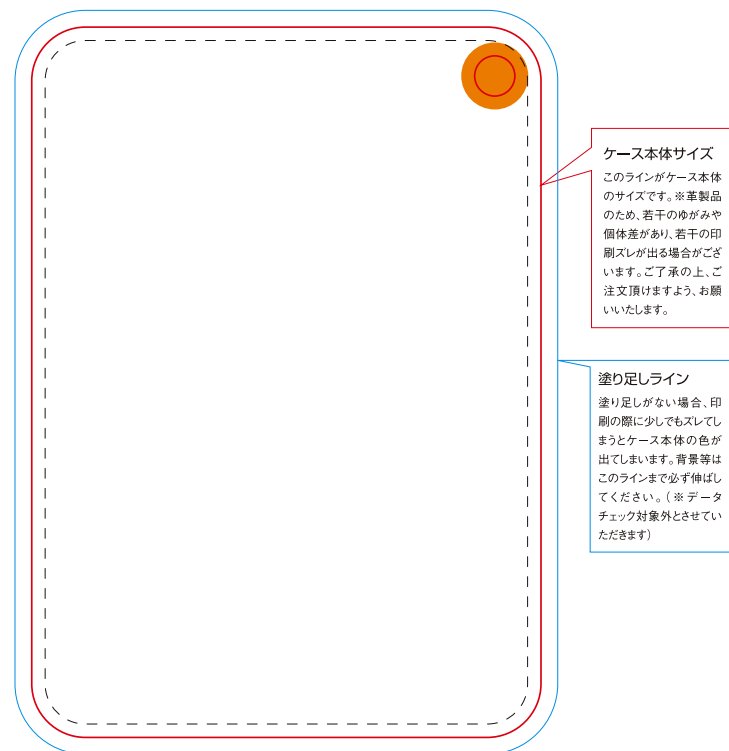 ケース本体サイズ
このラインがケース本体
のサイズです。※革製品
のため、若干のゆがみや
個体差があり、若干の印
刷ズレが出る場合がござ
います。ご了承の上、ご
注文頂けますよう、お願
いいたします。
塗り足しライン
塗り足しがない場合、印
刷の際に少しでもズレてし
まうとケース本体の色が
出てしまいます。背景等は
このラインまで必ず伸ばし
てください。(※データ
チェック対象外とさせてい
ただきます)